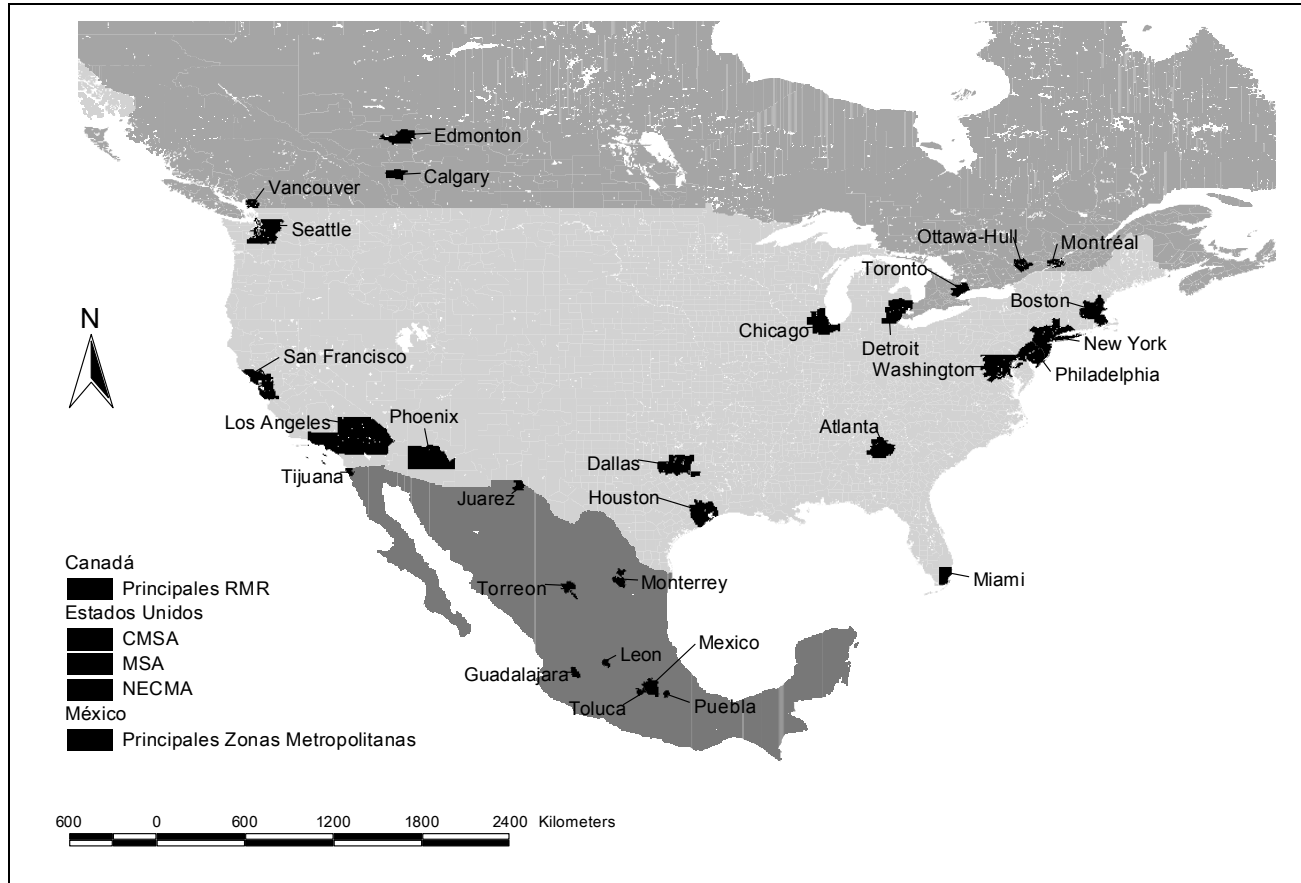 Edmonton
Calgary
Vancouver
Seattle
Ottawa-Hull
Montréal
Toronto
Boston
N
Chicago
Detroit
New York
San Francisco
Washington
Philadelphia
Los Angeles
Phoenix
Atlanta
Dallas
Tijuana
Juarez
Houston
Canadá
Principales RMR
Torreon
Monterrey
Miami
Estados Unidos
CMSA
MSA
NECMA
Mexico
Leon
Guadalajara
Toluca
Puebla
México
Principales Zonas Metropolitanas
600 0 600 1200 1800 2400 Kilometers